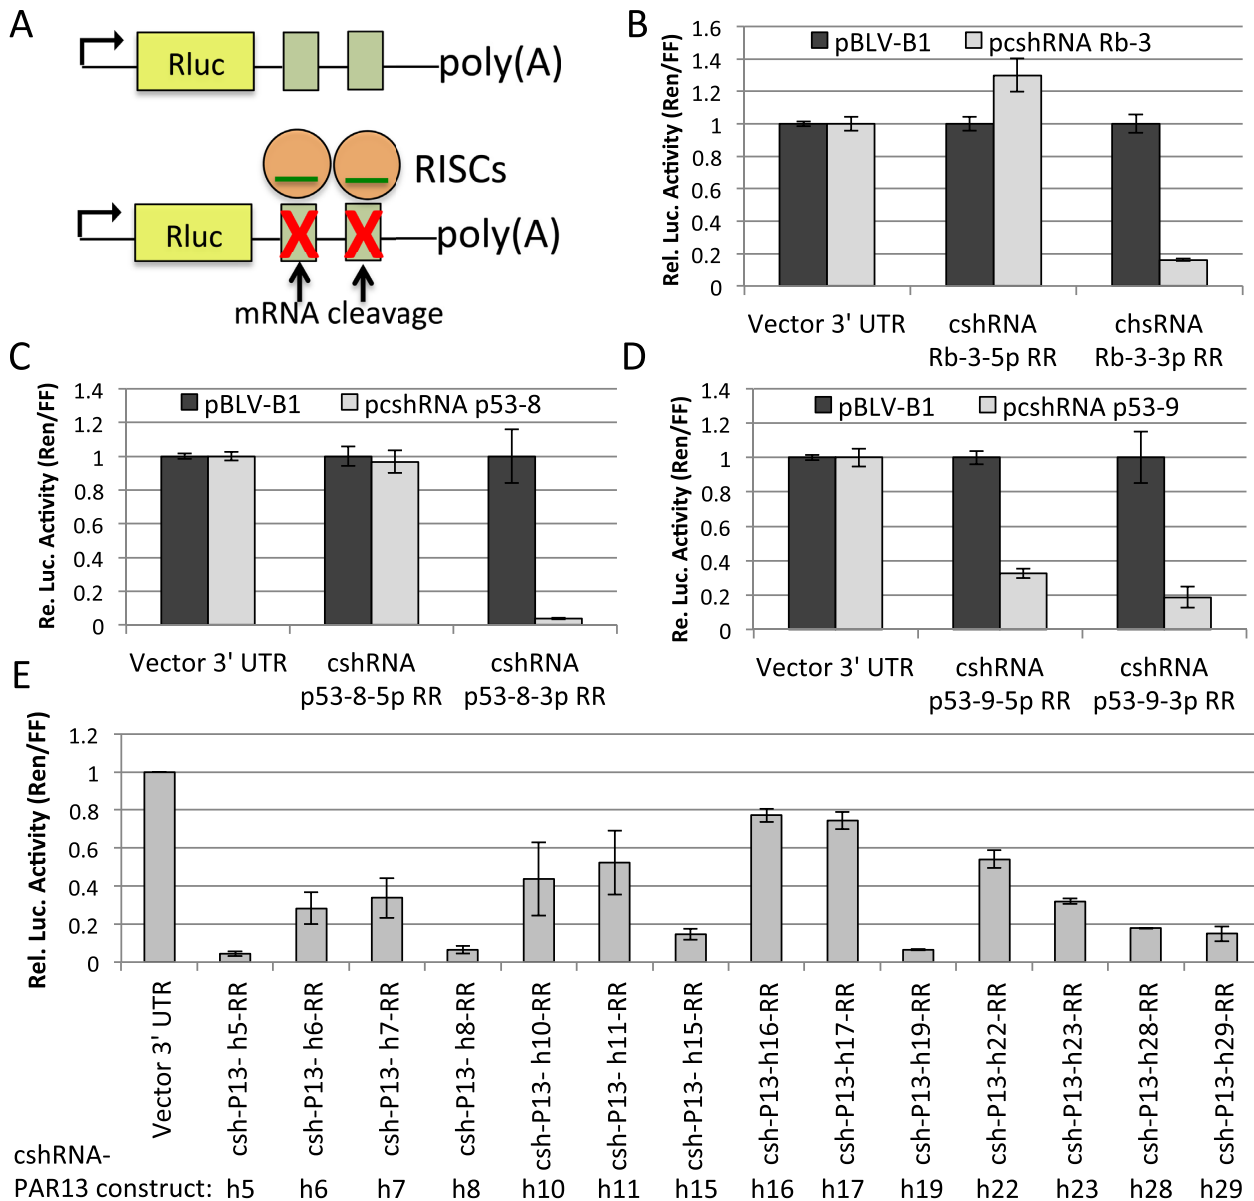 A
Rluc
poly(A)
RISCs
Rluc
poly(A)
mRNA cleavage
B
Rel. Luc. Activity (Ren/FF)
1.6
1.4
1.2
1
0.8
0.6
0.4
0.2
0
pBLV-B1
pcshRNA Rb-3
Vector 3' UTR
cshRNA
Rb-3-5p RR
chsRNA
Rb-3-3p RR
C
Re. Luc. Activity (Ren/FF)
1.4
1.2
1
0.8
0.6
0.4
0.2
0
pBLV-B1
pcshRNA p53-8
Vector 3' UTR
cshRNA
p53-8-5p RR
cshRNA
p53-8-3p RR
D
Re. Luc. Activity (Ren/FF)
1.4
1.2
1
0.8
0.6
0.4
0.2
0
pBLV-B1
pcshRNA p53-9
Vector 3' UTR
cshRNA
p53-9-5p RR
cshRNA
p53-9-3p RR
E
Rel. Luc. Activity (Ren/FF)
1.2
1
0.8
0.6
0.4
0.2
0
Vector 3' UTR
csh-P13- h5-RR
csh-P13- h6-RR
csh-P13- h7-RR
csh-P13- h8-RR
csh-P13- h10-RR
csh-P13- h11-RR
csh-P13- h15-RR
csh-P13-h16-RR
csh-P13-h17-RR
csh-P13-h19-RR
csh-P13-h22-RR
csh-P13-h23-RR
csh-P13-h28-RR
csh-P13-h29-RR
cshRNA-
PAR13 construct: h5 h6 h7 h8 h10 h11 h15 h16 h17 h19 h22 h23 h28 h29